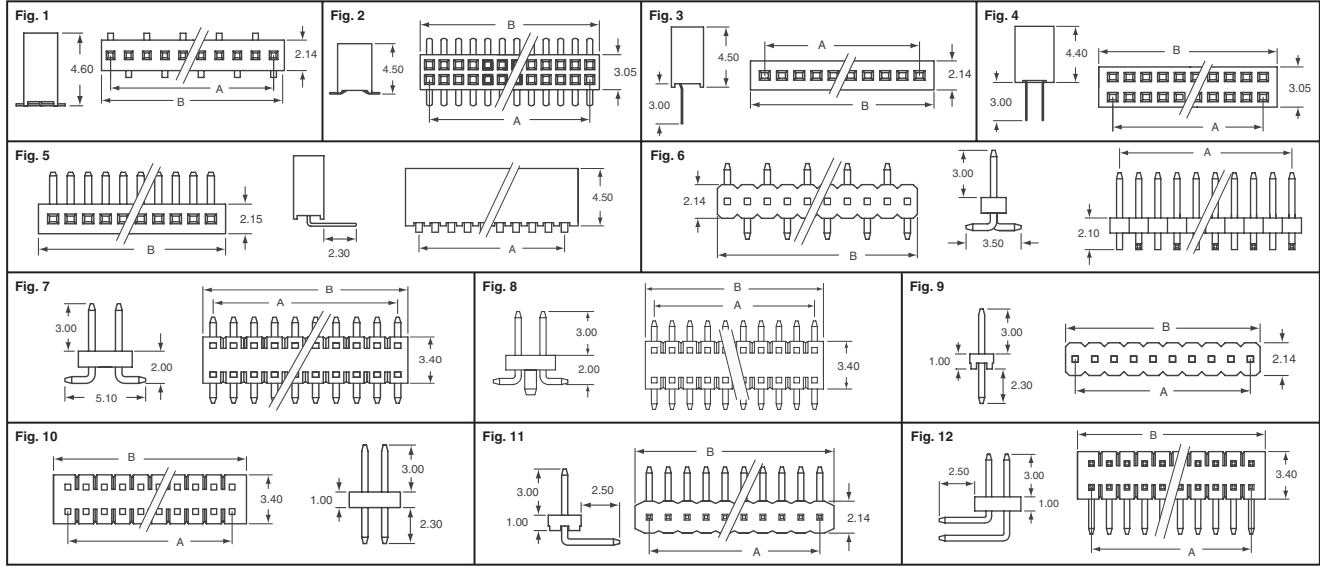 Fig. 1
4.60
2.14
A
B
Fig. 2
B
4.50
3.05
A
Fig. 3
4.50
3.00
A
2.14
B
Fig. 4
4.40
3.00
B
3.05
A
Fig. 5
2.15
B
2.30
4.50
A
Fig. 6
2.14
B
3.00
3.50
A
2.10
Fig. 7
3.00
2.00
5.10
B
A
3.40
Fig. 8
3.00
2.00
B
A
3.40
Fig. 9
3.00
1.00
2.30
B
2.14
A
Fig. 10
B
3.40
A
3.00
1.00
2.30
Fig. 11
3.00
2.50
1.00
B
2.14
A
Fig. 12
2.50
3.00
1.00
B
3.40
A